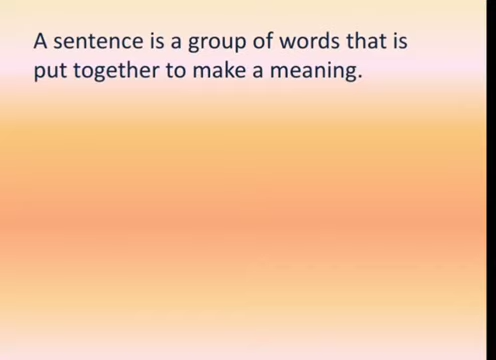 A sentence is a group of words that is
put together to make a meaning.